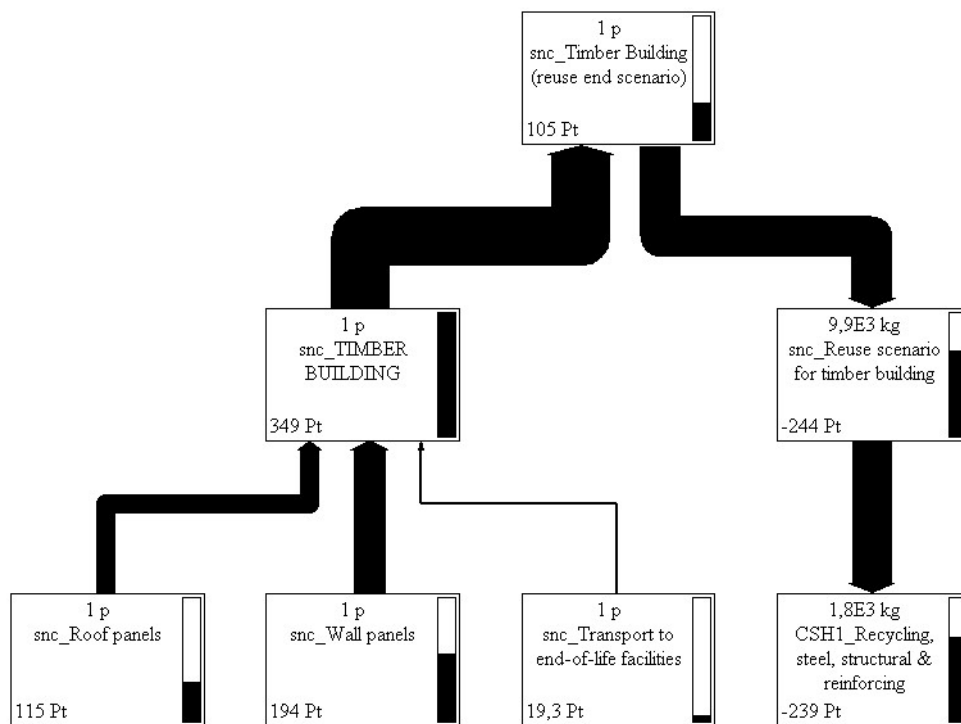 1 p
snc_Timber Building
(reuse end scenario)
105 Pt
1 p
snc_TIMBER
BUILDING
349 Pt
9,9E3 kg
snc_Reuse scenario
for timber building
-244 Pt
1 p
snc_Roof panels
115 Pt
1 p
snc_Wall panels
194 Pt
1 p
snc_Transport to
end-of-life facilities
19,3 Pt
1,8E3 kg
CSH1_Recycling,
steel, structural &
reinforcing
-239 Pt